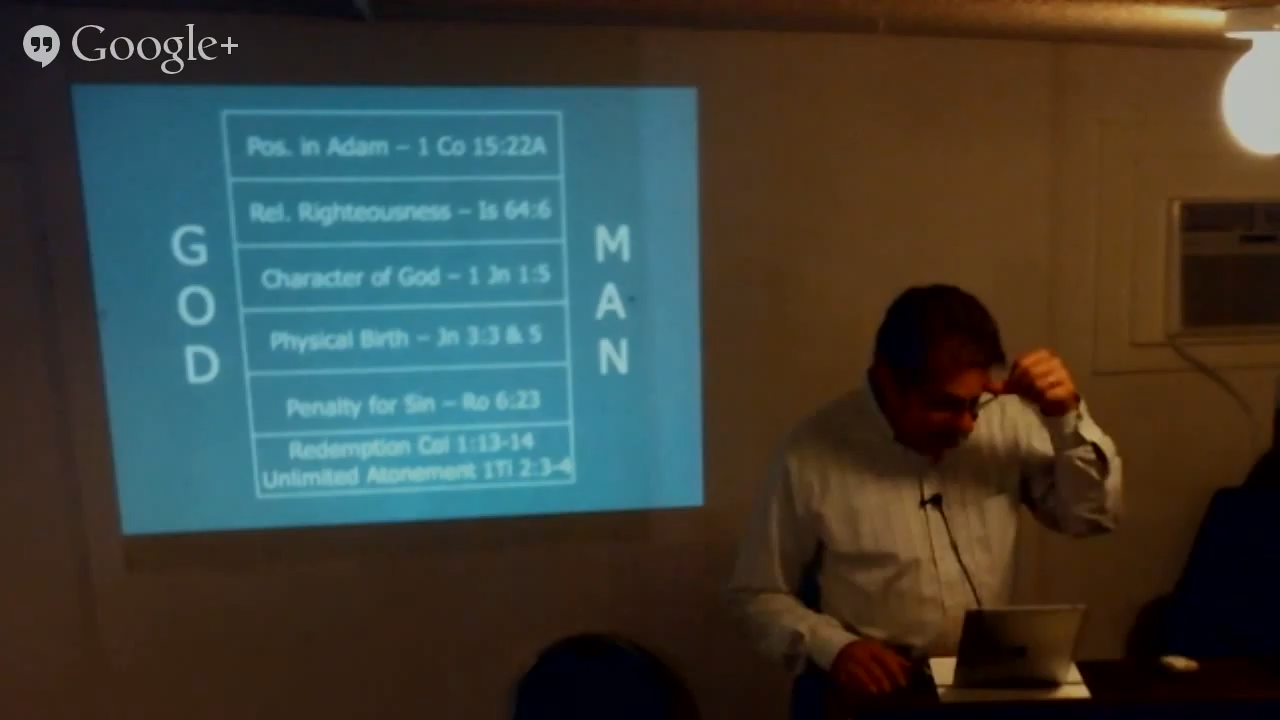 Google+
Pos. in Adam – 1 Co 15:22A
Rel. Righteousness – Is 64:6
Character of God – 1 Jn 1:5
Physical Birth – Jn 3:3 & 5
Penalty for Sin – Ro 6:23
Redemption Col 1:13-14
Unlimited Atonement 1Ti 2:3-4
G
O
D
M
A
N